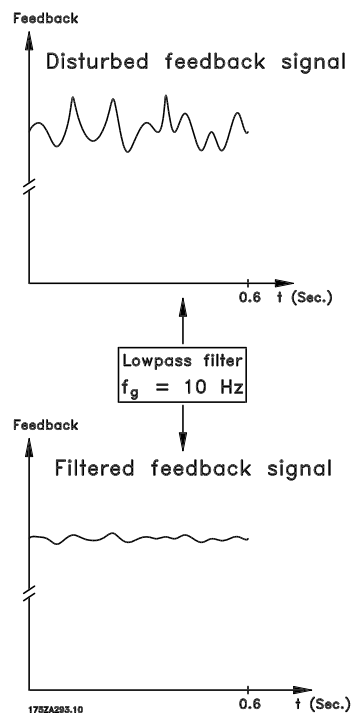 Feedback
Disturbed feedback signal
0.6 t (Sec.)
Lowpass filter
fg = 10 Hz
Feedback
Filtered feedback signal
0.6 t (Sec.)
175ZA293.10